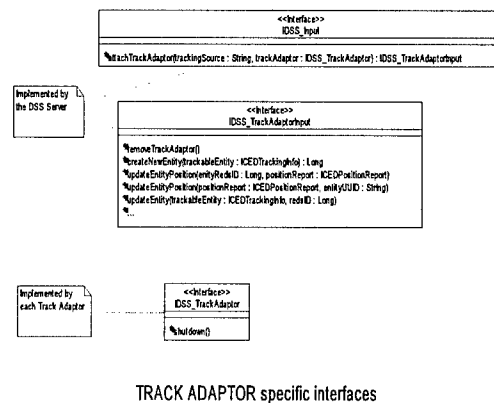 <<Interface>>
IDSS_Input
attachTrackAdaptor(trackingSource : String, trackAdaptor : IDSS_TrackAdaptor) : IDSS_TrackAdaptorInput
Implemented by
the DSS Server
<<Interface>>
IDSS_TrackAdaptorInput
removeTrackAdaptor()
createNewEntity(trackableEntity : ICEDTrackingInfo) : Long
updateEntityPosition(enityRedsID : Long, positionReport : ICEDPositionReport)
updateEntityPosition(positionReport : ICEDPositionReport, entityUUID : String)
updateEntity(trackableEntity : ICEDTrackingInfo, redsID : Long)
...
Implemented by
each Track Adaptor
<<Interface>>
IDSS_TrackAdaptor
shutdown()
TRACK ADAPTOR specific interfaces